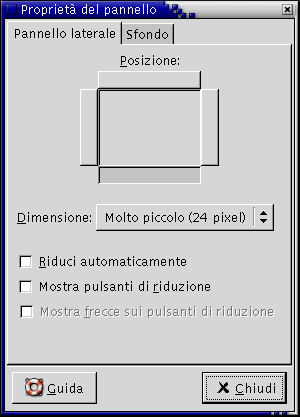 Proprietà del pannello
Pannello laterale
Sfondo
Posizione:
Dimensione: Molto piccolo (24 pixel)
Riduci automaticamente
Mostra pulsanti di riduzione
Mostra frecce sui pulsanti di riduzione
Guida
Chiudi